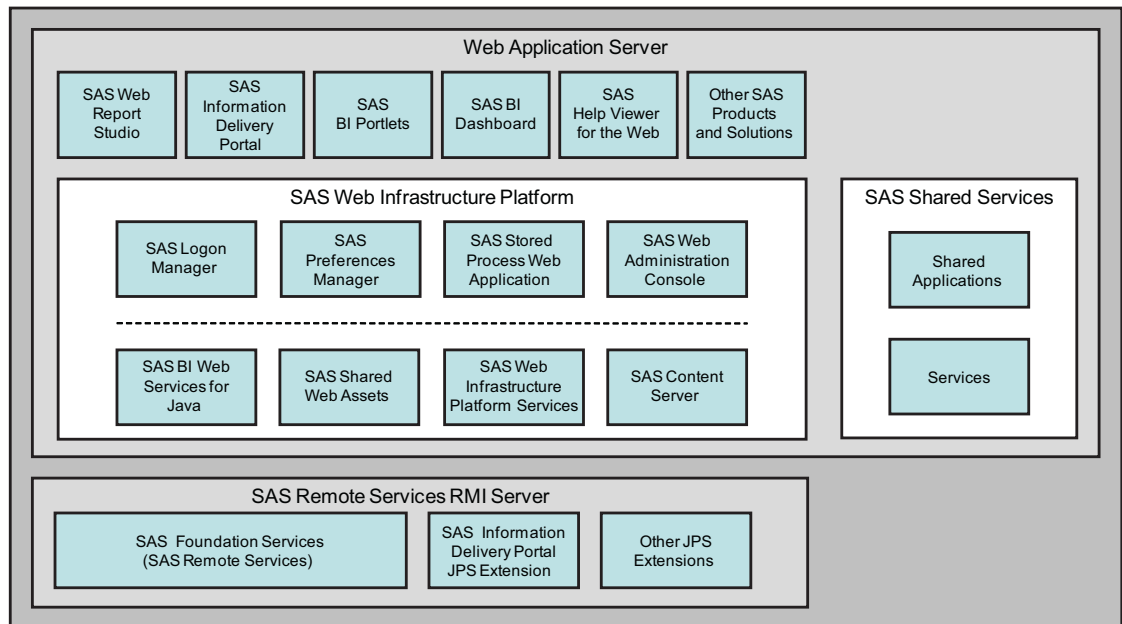 Web Application Server
SAS Web
Report
Studio
SAS
Information
Delivery
Portal
SAS
BI Portlets
SAS BI
Dashboard
SAS
Help Viewer
for the Web
Other SAS
Products
and Solutions
SAS Web Infrastructure Platform
SAS Logon
Manager
SAS
Preferences
Manager
SAS Stored
Process Web
Application
SAS Web
Administration
Console
SAS BI Web
Services for
Java
SAS Shared
Web Assets
SAS Web
Infrastructure
Platform Services
SAS Content
Server
SAS Shared Services
Shared
Applications
Services
SAS Remote Services RMI Server
SAS Foundation Services
(SAS Remote Services)
SAS Information
Delivery Portal
JPS Extension
Other JPS
Extensions